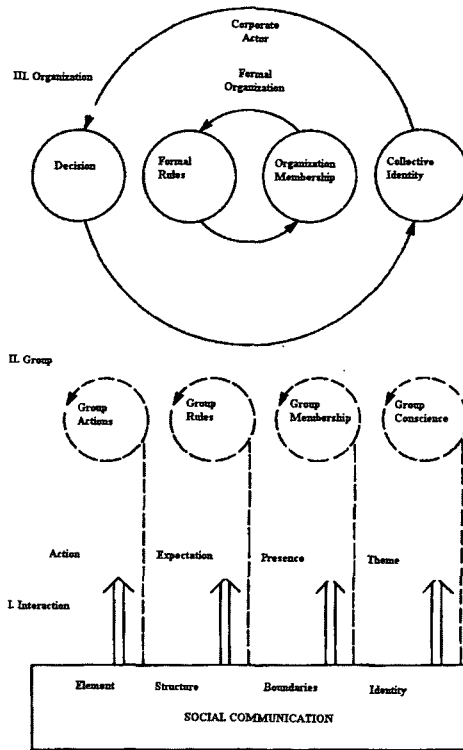 Corporate
Actor
III. Organization
Formal
Organization
Decision
Formal
Rules
Organization
Membership
Collective
Identity
II. Group
Group
Actions
Group
Rules
Group
Membership
Group
Conscience
Action
Expectation
Presence
Theme
I. Interaction
Element
Structure
Boundaries
Identity
SOCIAL COMMUNICATION